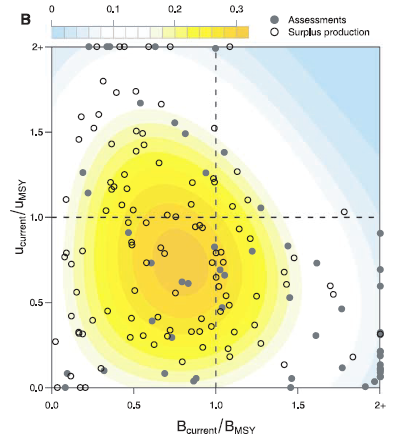 B
0 0.1 0.2 0.3
Assessments
Surplus production
2+
1.5
1.0
0.5
0.0
u_current/u_MSY
0.0 0.5 1.0 1.5 2+
B_current/B_MSY